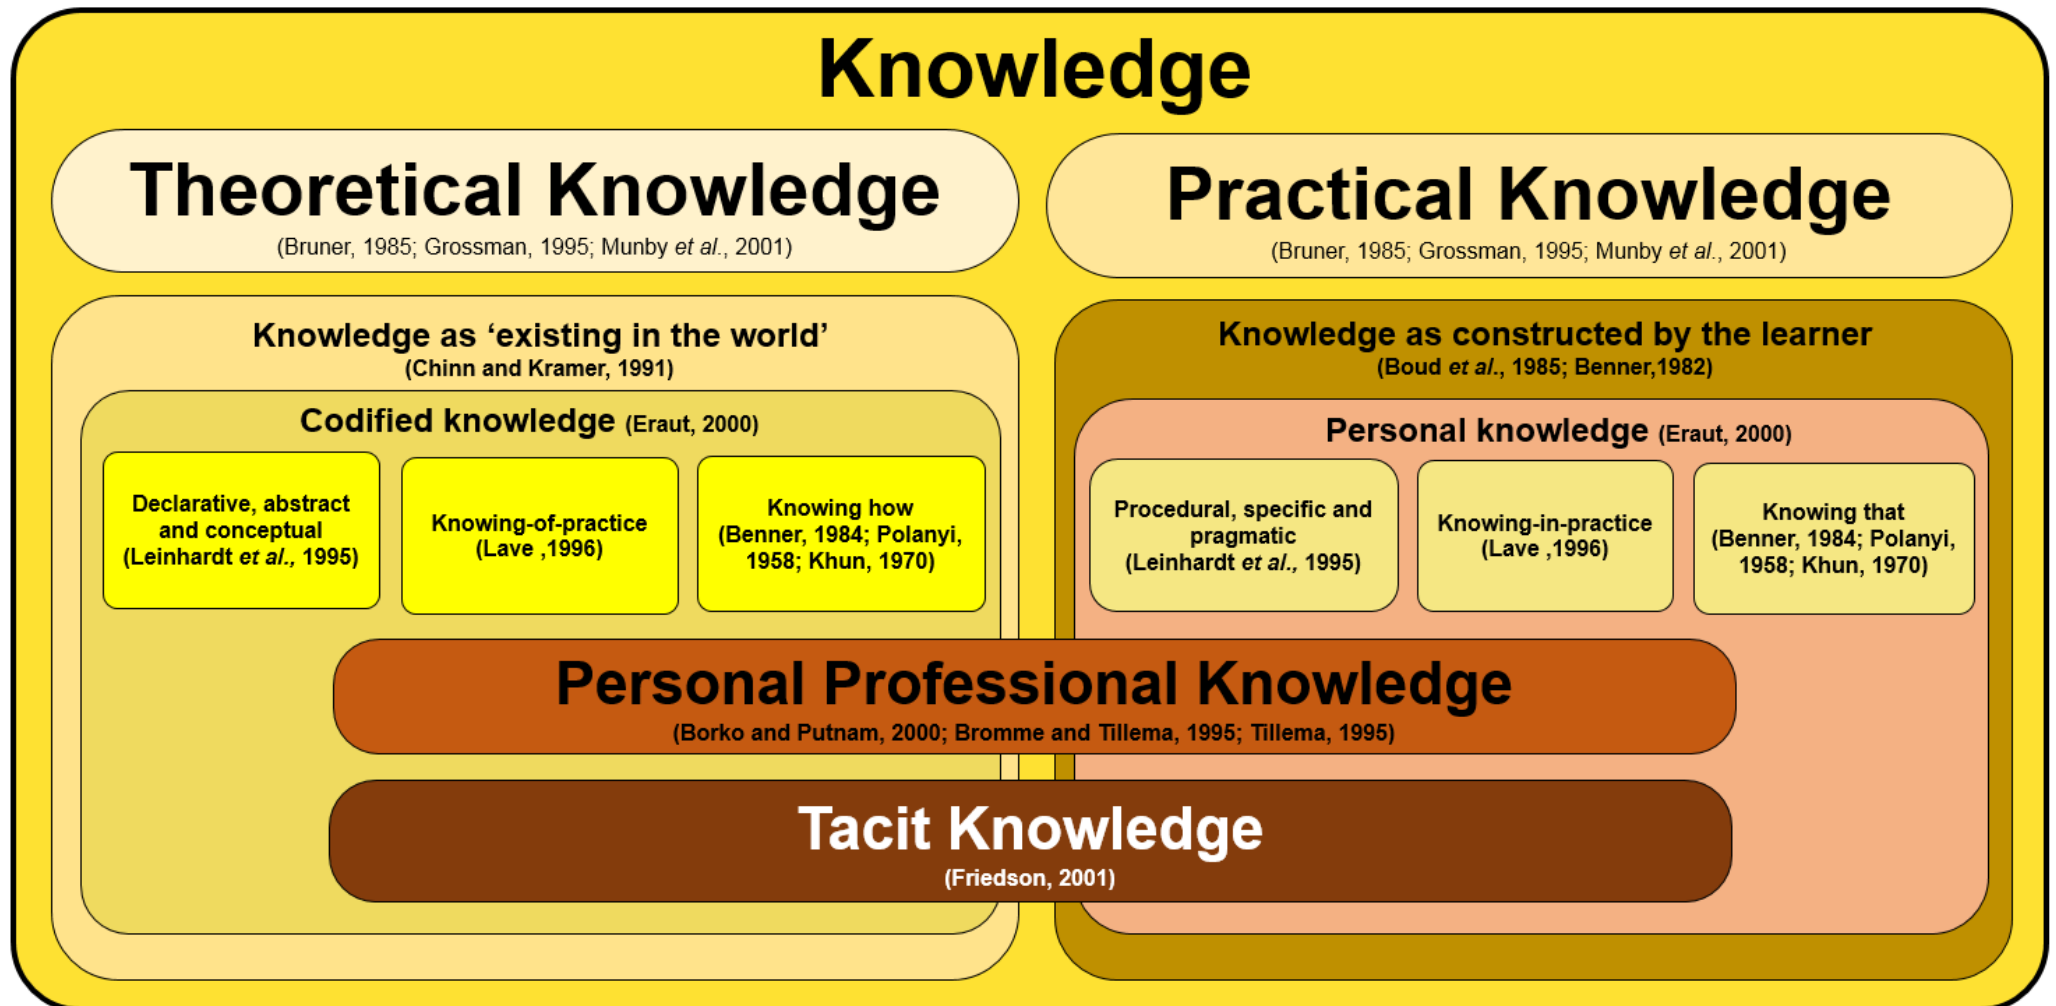 Knowledge
Theoretical Knowledge
(Bruner, 1985; Grossman, 1995; Munby et al., 2001)
Practical Knowledge
(Bruner, 1985; Grossman, 1995; Munby et al., 2001)
Knowledge as ‘existing in the world’
(Chinn and Kramer, 1991)
Codified knowledge (Eraut, 2000)
Declarative, abstract
and conceptual
(Leinhardt et al., 1995)
Knowing-of-practice
(Lave ,1996)
Knowing how
(Benner, 1984; Polanyi,
1958; Khun, 1970)
Knowledge as constructed by the learner
(Boud et al., 1985; Benner,1982)
Personal knowledge (Eraut, 2000)
Procedural, specific and
pragmatic
(Leinhardt et al., 1995)
Knowing-in-practice
(Lave ,1996)
Knowing that
(Benner, 1984; Polanyi,
1958; Khun, 1970)
Personal Professional Knowledge
(Borko and Putnam, 2000; Bromme and Tillema, 1995; Tillema, 1995)
Tacit Knowledge
(Friedson, 2001)